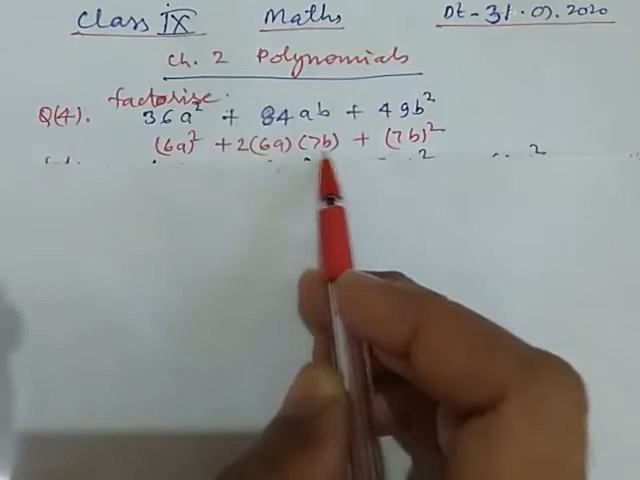 Class IX Maths Dt - 31.07.2020
Ch. 2 Polynomials
Q(4). factorise.
36a² + 84ab + 49b²
(6a)² + 2(6a)(7b) + (7b)²